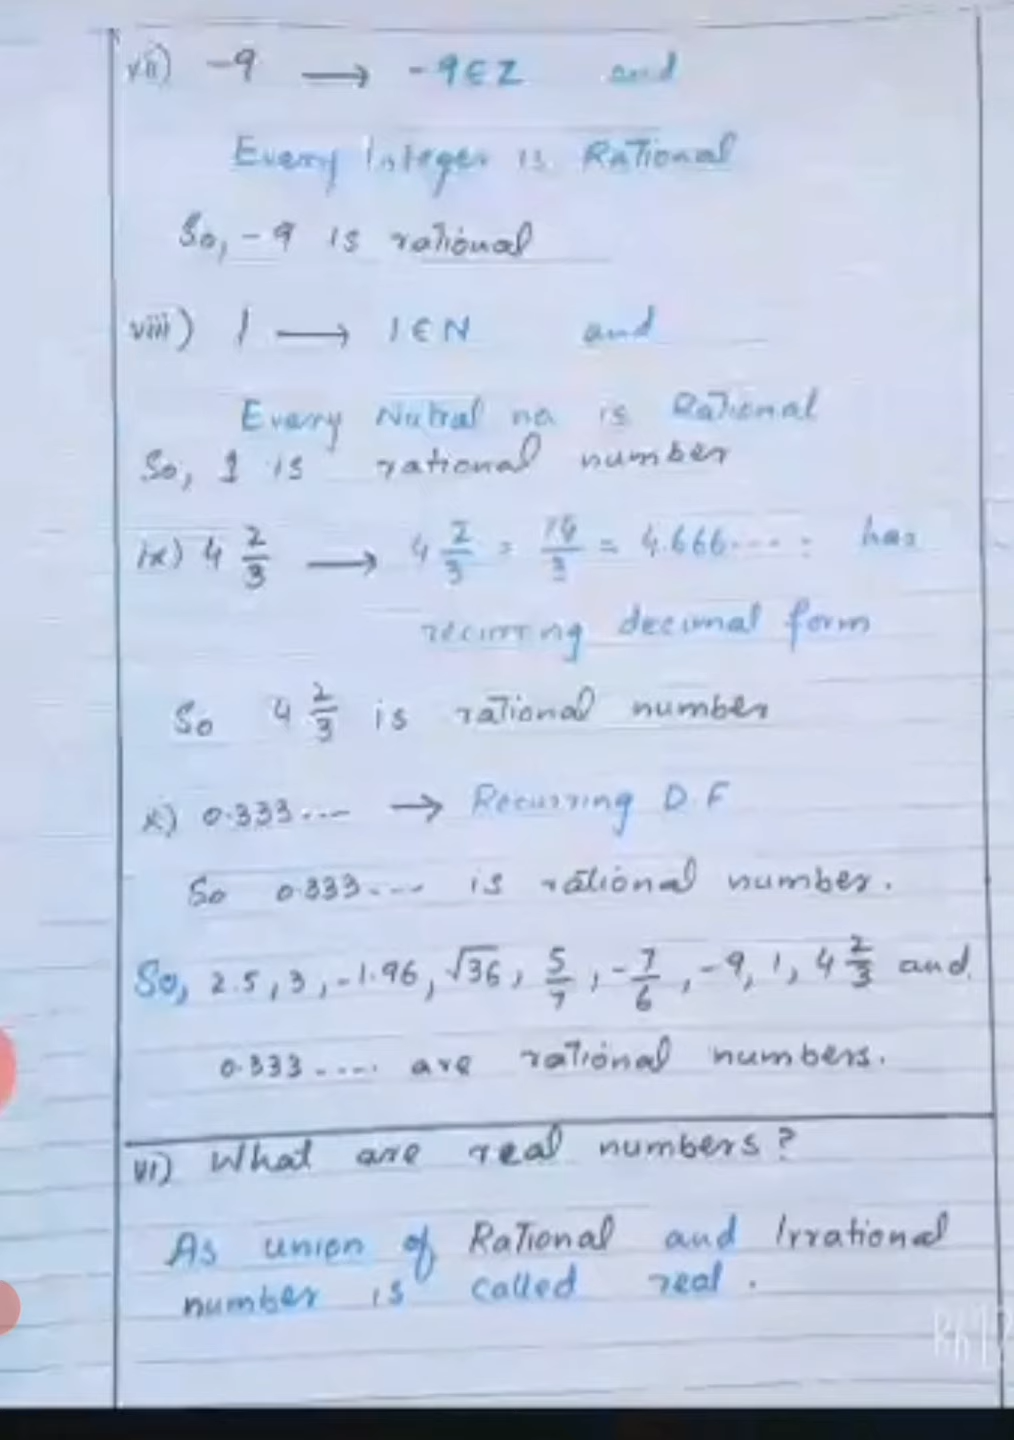 vii) -9 → -9 ∈ Z and
Every Integer is Rational
So, -9 is rational
viii) 1 → 1 ∈ N and
Every Nutral no. is Rational
So, 1 is rational number
ix) 4 2/3 → 4 2/3 = 14/3 = 4.666.... : has
recurring decimal form
So 4 2/3 is rational number
x) 0.333... → Recurring D.F
So 0.333.... is rational number.
So, 2.5, 3, -1.96, √36, 5/7, -7/6, -9, 1, 4 2/3 and
0.333..... are rational numbers.
vi) What are real numbers?
As union of Rational and Irrational
number is called real.